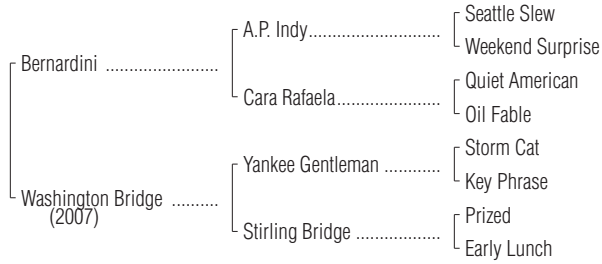 Seattle Slew
A.P. Indy............................
Weekend Surprise
Bernardini ........................
Quiet American
Cara Rafaela......................
Oil Fable
Storm Cat
Yankee Gentleman ............
Key Phrase
Washington Bridge ..........
(2007)
Prized
Stirling Bridge ..................
Early Lunch